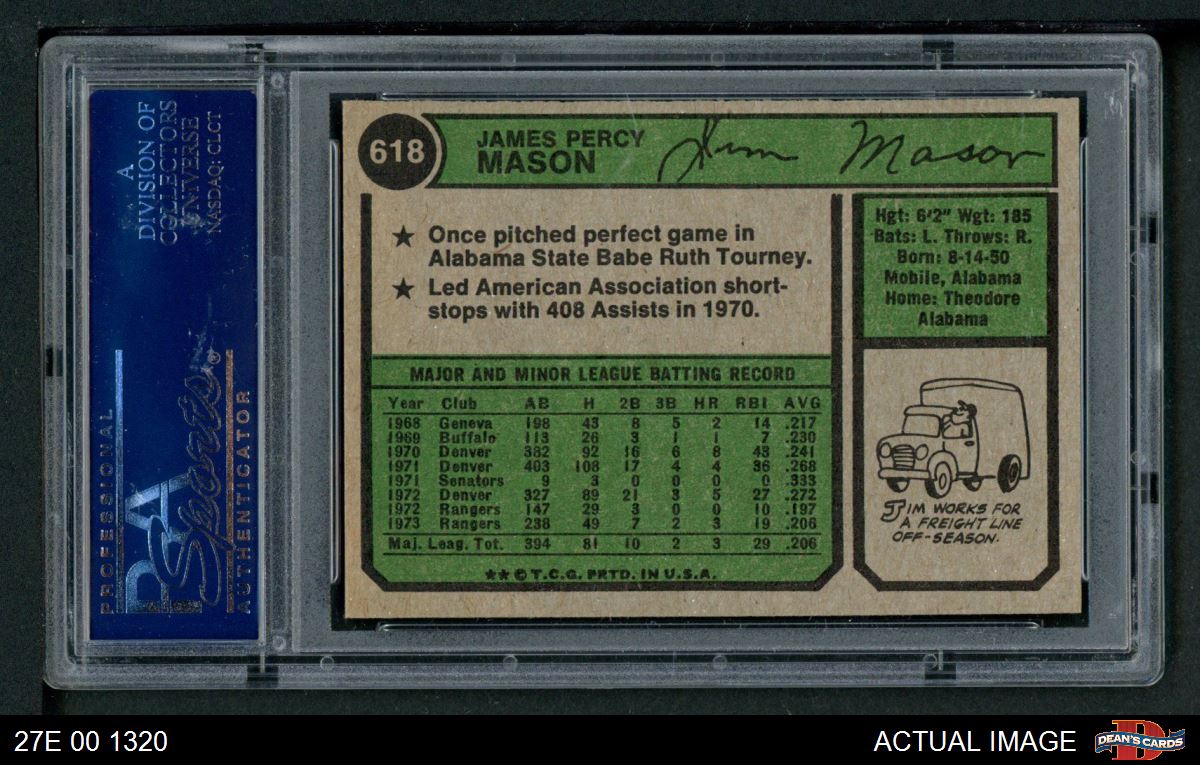 A
DIVISION OF
COLLECTORS
UNIVERSE
NASDAQ: CLCT
PROFESSIONAL
PSA
Sports®
AUTHENTICATOR
618
JAMES PERCY
MASON
Jim Mason
★ Once pitched perfect game in
Alabama State Babe Ruth Tourney.
★ Led American Association short-
stops with 408 Assists in 1970.
Hgt: 6'2" Wgt: 185
Bats: L. Throws: R.
Born: 8-14-50
Mobile, Alabama
Home: Theodore
Alabama
MAJOR AND MINOR LEAGUE BATTING RECORD
Year Club AB H 2B 3B HR RBI AVG
1968 Geneva 198 43 8 5 2 14 .217
1969 Buffalo 113 26 3 1 1 7 .230
1970 Denver 382 92 16 6 8 43 .241
1971 Denver 403 108 17 4 4 36 .268
1971 Senators 9 3 0 0 0 0 .333
1972 Denver 327 89 21 3 5 27 .272
1972 Rangers 147 29 3 0 0 10 .197
1973 Rangers 238 49 7 2 3 19 .206
Maj. Leag. Tot. 394 81 10 2 3 29 .206
★★©T.C.G. PRTD. IN U.S.A.
JIM WORKS FOR
A FREIGHT LINE
OFF-SEASON.
27E 00 1320
ACTUAL IMAGE
D
DEAN'S CARDS